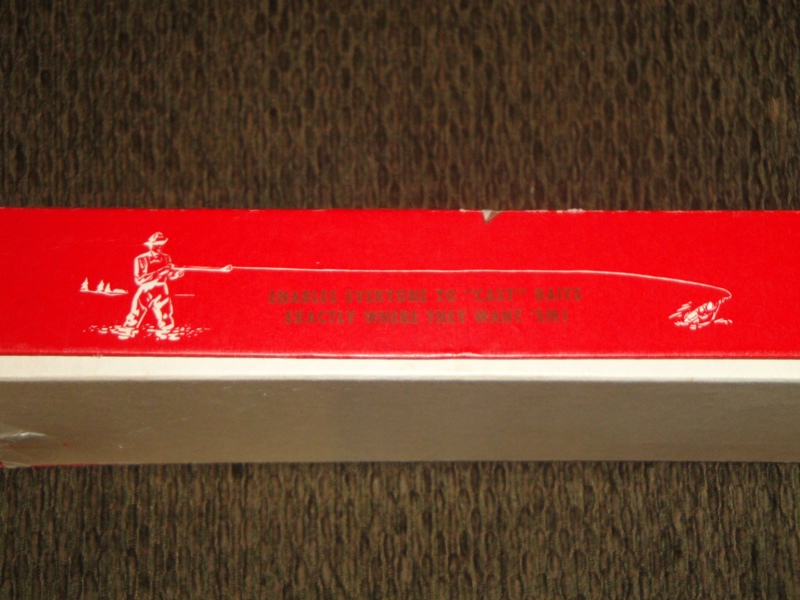 ENABLES EVERYONE TO "CAST" BAITS
EXACTLY WHERE THEY WANT 'EM!